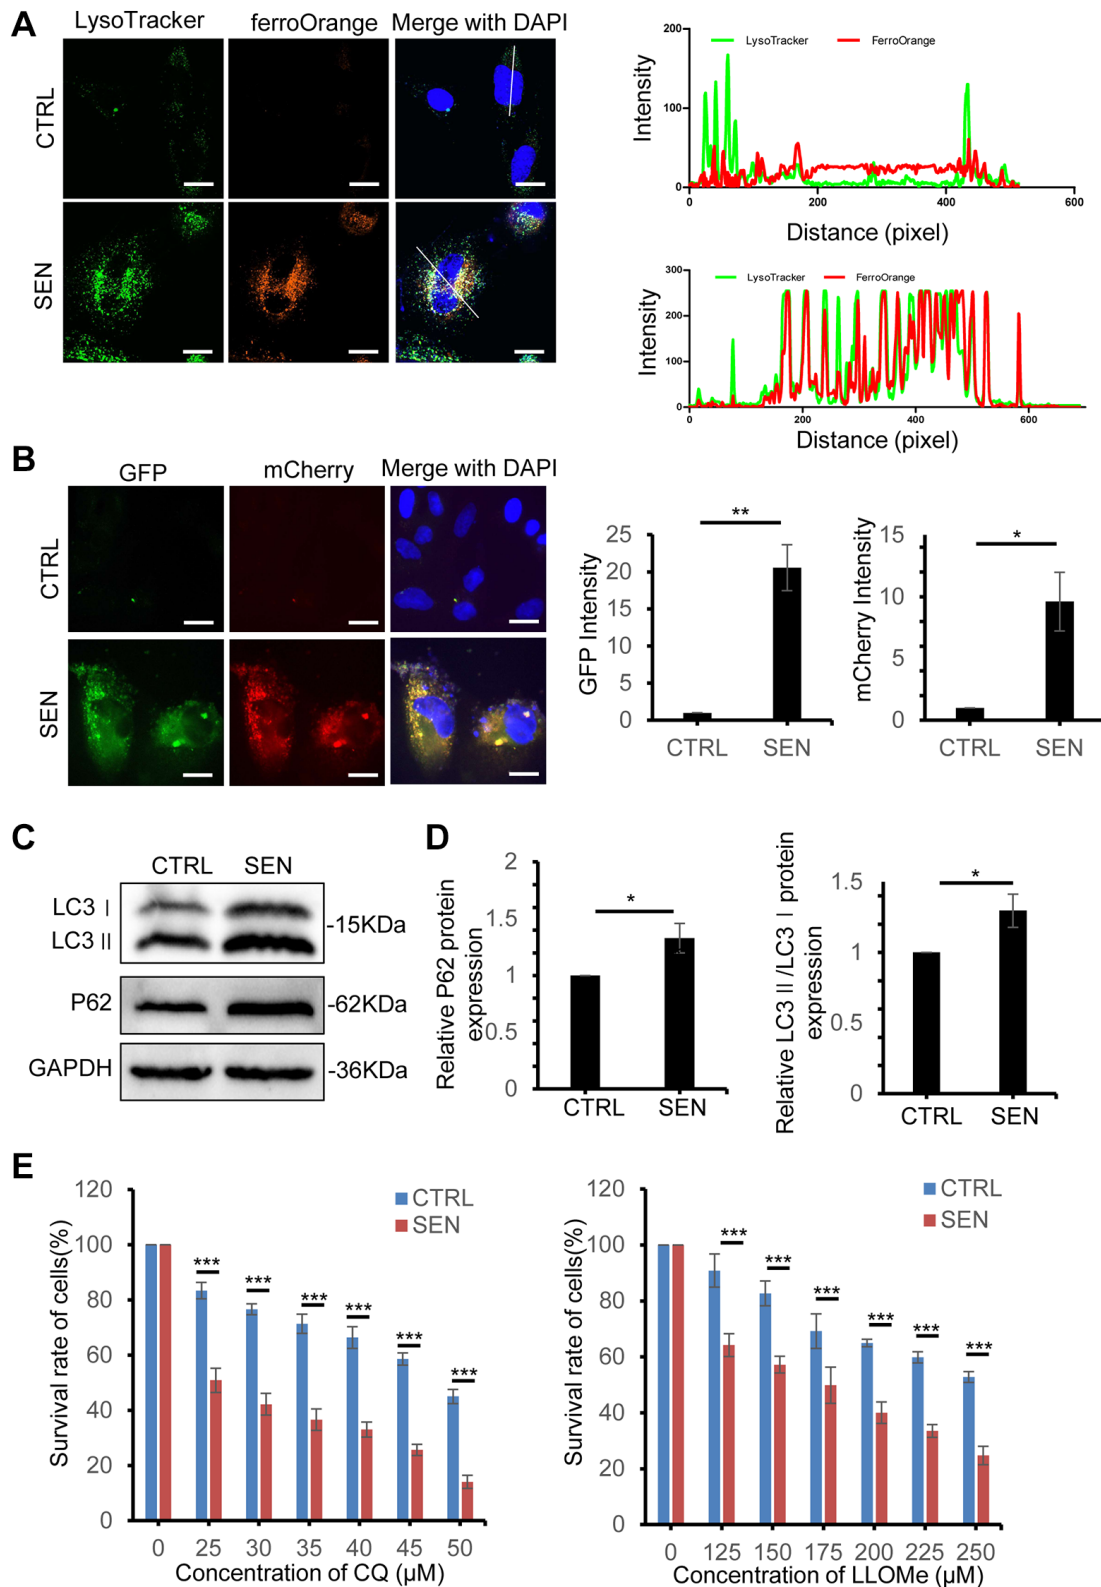 A
LysoTracker ferroOrange Merge with DAPI
CTRL
SEN
200
100
0
Intensity
LysoTracker FerroOrange
0 200 400 600
Distance (pixel)
300
200
100
0
Intensity
LysoTracker FerroOrange
0 200 400 600
Distance (pixel)
B
GFP mCherry Merge with DAPI
CTRL
SEN
GFP Intensity
25
20
15
10
5
0
**
CTRL SEN
mCherry Intensity
15
10
5
0
*
CTRL SEN
C
CTRL SEN
LC3 Ⅰ
LC3 Ⅱ
-15KDa
P62 -62KDa
GAPDH -36KDa
D
Relative P62 protein
expression
2
1.5
1
0.5
0
*
CTRL SEN
Relative LC3 Ⅱ/LC3 Ⅰ protein
expression
1.5
1
0.5
0
*
CTRL SEN
E
Survival rate of cells(%)
120
100
80
60
40
20
0
CTRL
SEN
*** *** *** *** *** ***
0 25 30 35 40 45 50
Concentration of CQ (µM)
Survival rate of cells(%)
120
100
80
60
40
20
0
CTRL
SEN
*** *** *** *** *** ***
0 125 150 175 200 225 250
Concentration of LLOMe (µM)